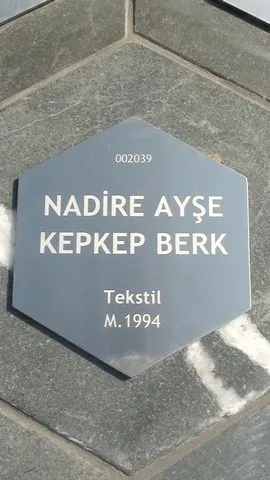 002039
NADİRE AYŞE
KEPKEP BERK
Tekstil
M.1994